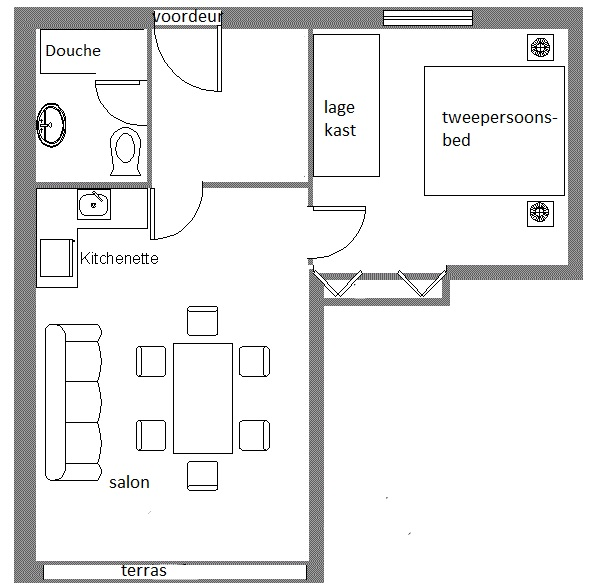 voordeur
Douche
lage
kast
tweepersoons-
bed
Kitchenette
salon
terras